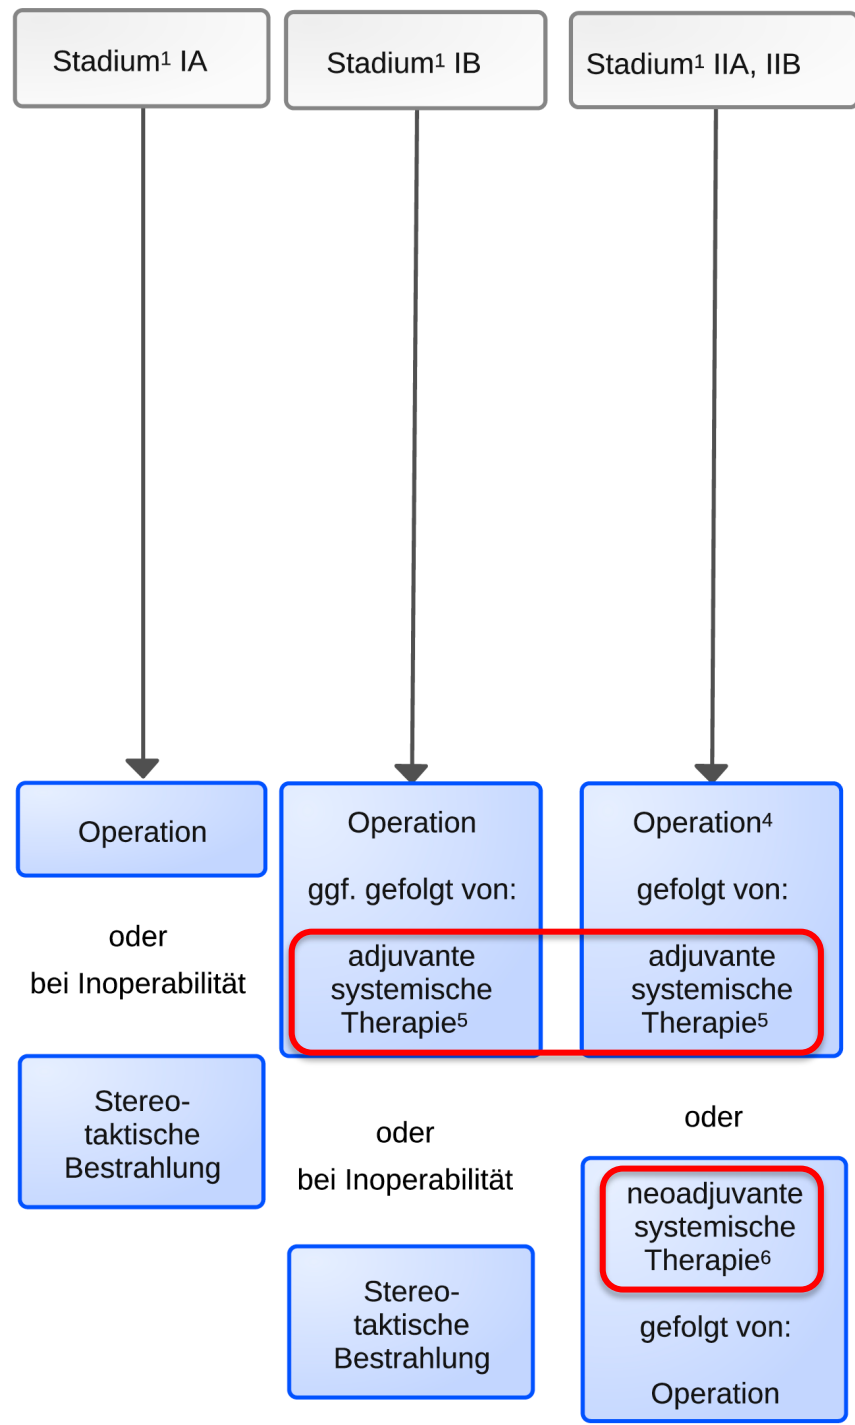 Stadium¹ IA
Stadium¹ IB
Stadium¹ IIA, IIB
Operation
oder
bei Inoperabilität
Stereo-
taktische
Bestrahlung
Operation
ggf. gefolgt von:
adjuvante
systemische
Therapie⁵
oder
bei Inoperabilität
Stereo-
taktische
Bestrahlung
Operation⁴
gefolgt von:
adjuvante
systemische
Therapie⁵
oder
neoadjuvante
systemische
Therapie⁶
gefolgt von:
Operation